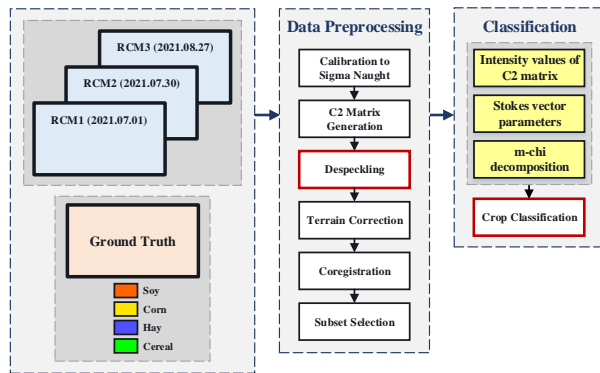 RCM3 (2021.08.27)
RCM2 (2021.07.30)
RCM1 (2021.07.01)
Ground Truth
Soy
Corn
Hay
Cereal
Data Preprocessing
Calibration to
Sigma Naught
C2 Matrix
Generation
Despeckling
Terrain Correction
Coregistration
Subset Selection
Classification
Intensity values of
C2 matrix
Stokes vector
parameters
m-chi
decomposition
Crop Classification